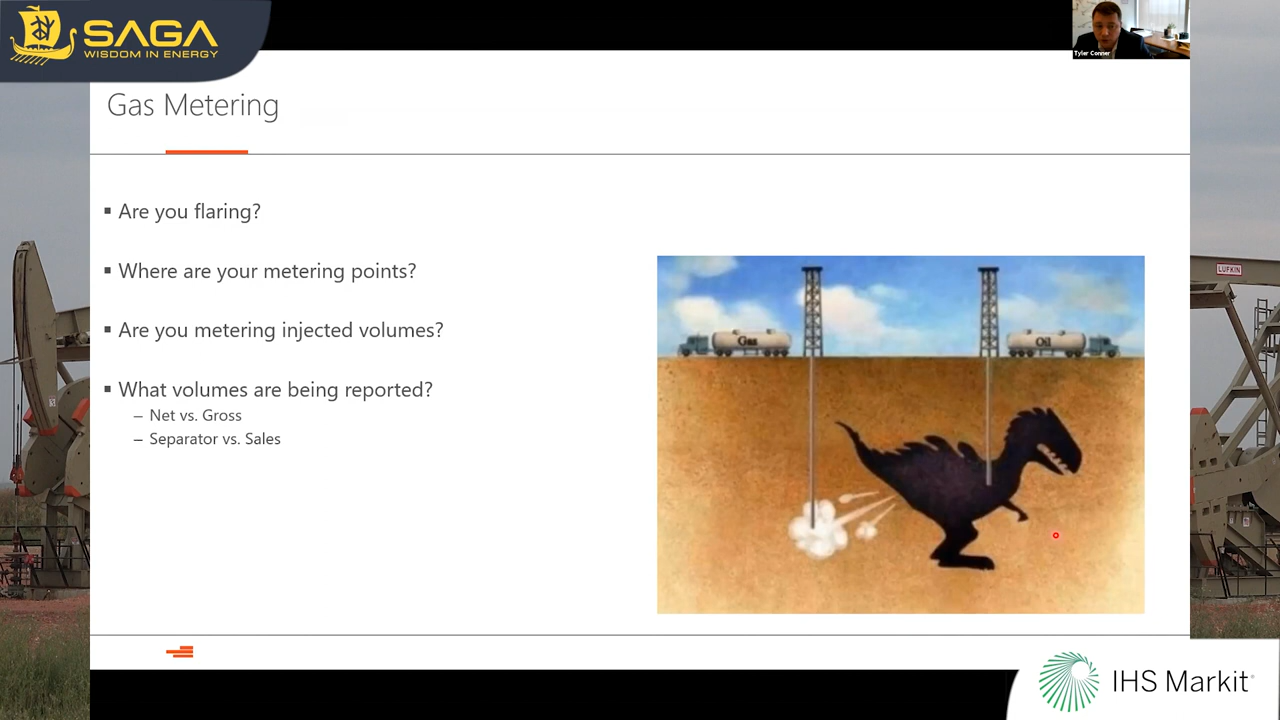 SAGA
WISDOM IN ENERGY
Tyler Conner
Gas Metering
LUFKIN
▪ Are you flaring?
▪ Where are your metering points?
▪ Are you metering injected volumes?
▪ What volumes are being reported?
– Net vs. Gross
– Separator vs. Sales
Gas
Oil
IHS Markit